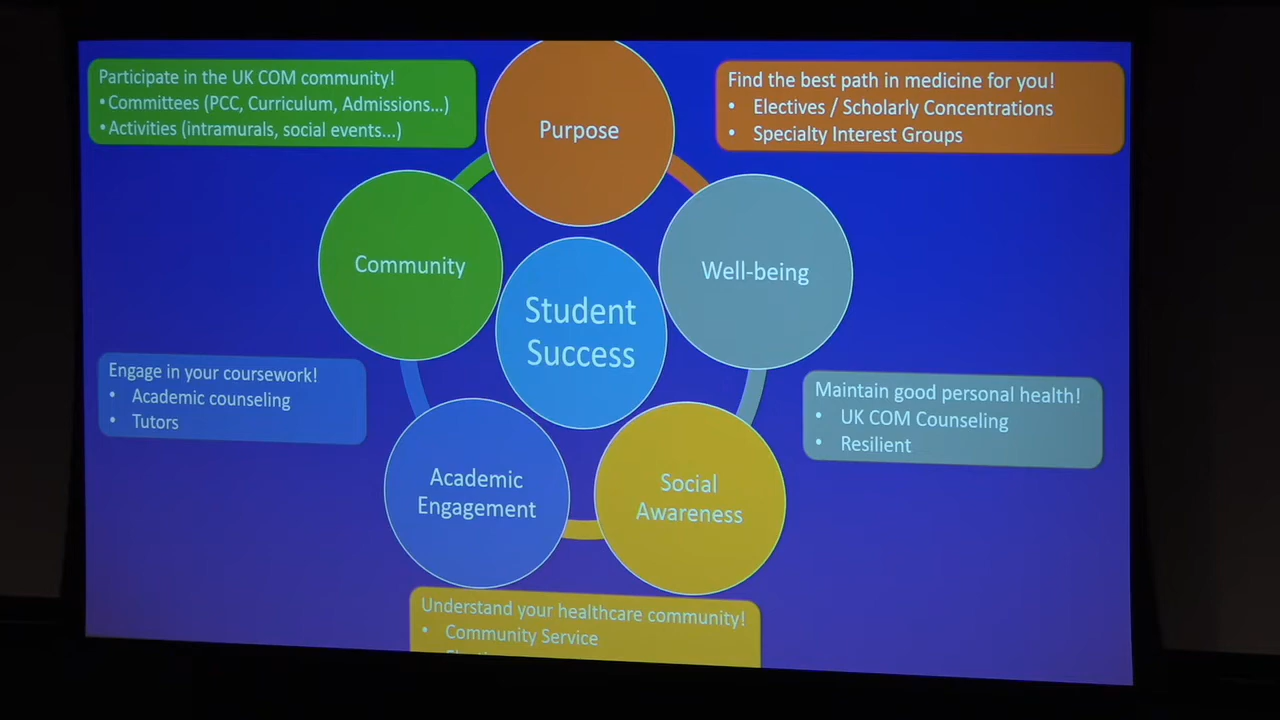 Participate in the UK COM community!
•Committees (PCC, Curriculum, Admissions...)
•Activities (intramurals, social events...)
Purpose
Find the best path in medicine for you!
• Electives / Scholarly Concentrations
• Specialty Interest Groups
Community
Well-being
Student
Success
Engage in your coursework!
• Academic counseling
• Tutors
Maintain good personal health!
• UK COM Counseling
• Resilient
Academic
Engagement
Social
Awareness
Understand your healthcare community!
• Community Service